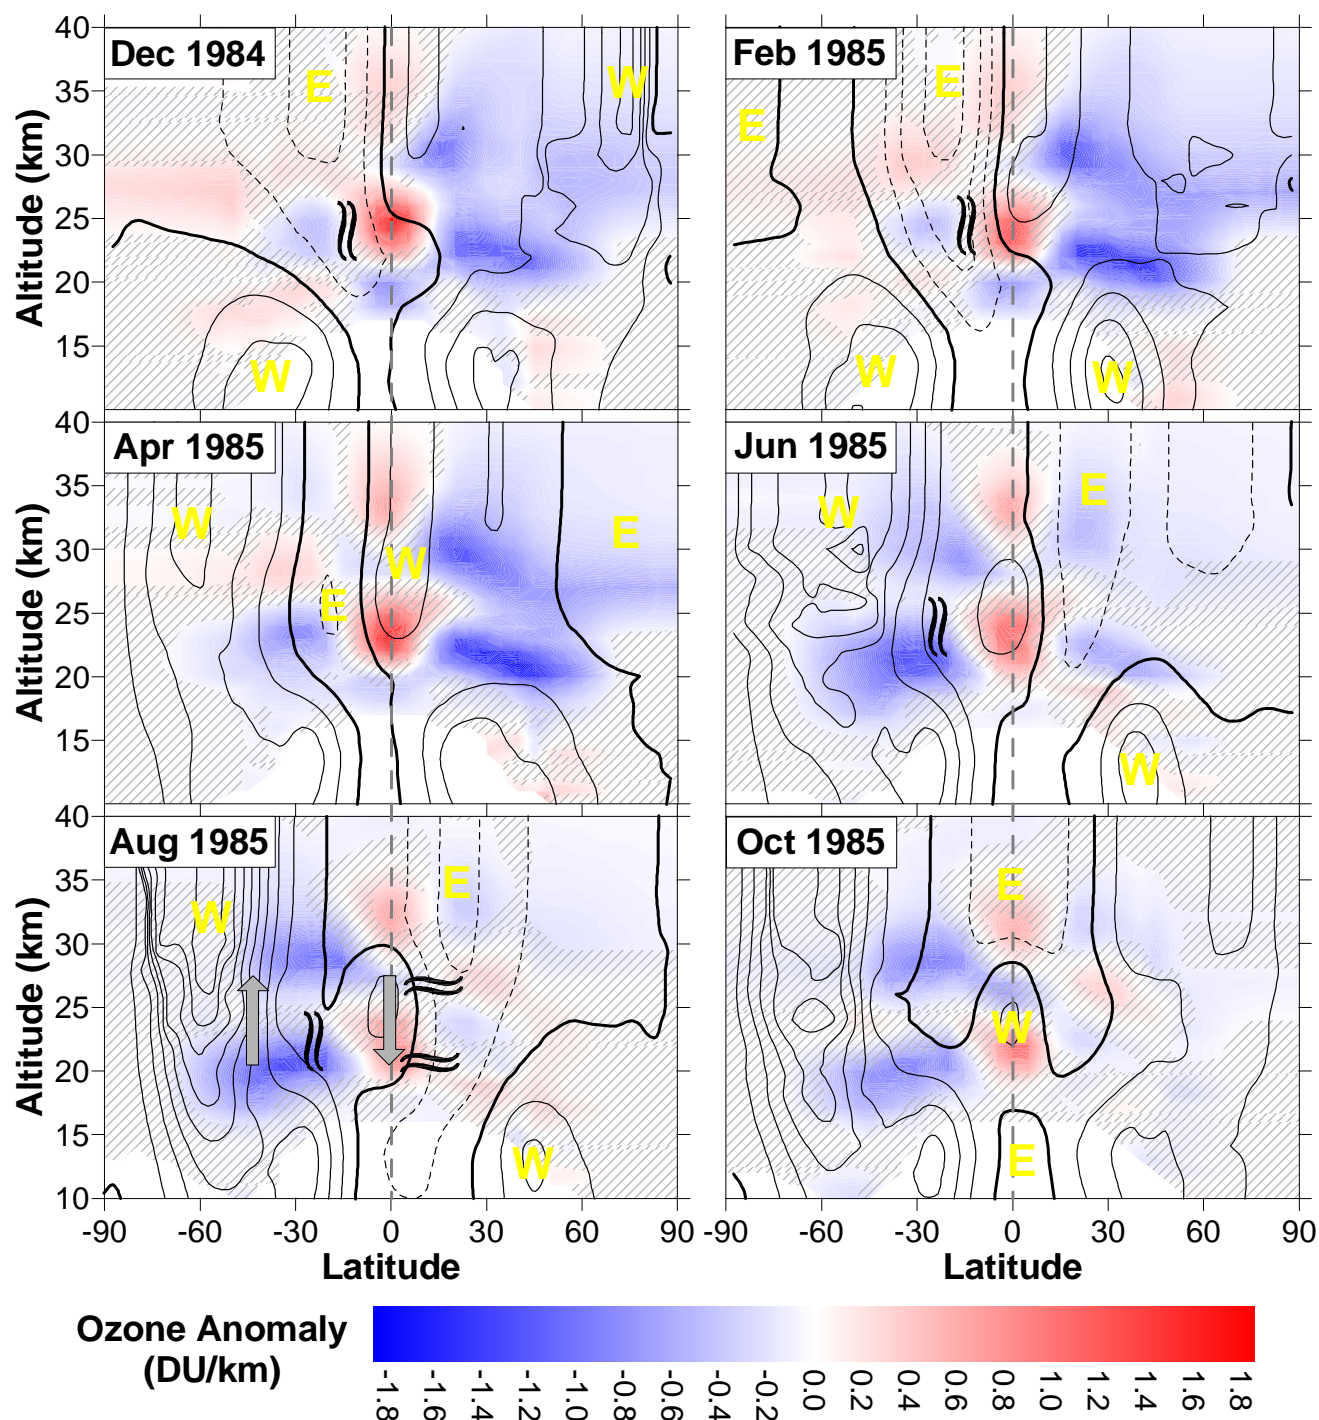 Dec 1984
Feb 1985
Apr 1985
Jun 1985
Aug 1985
Oct 1985
E
W
W
E
E
W
W
W
E
W
E
W
E
W
W
E
W
E
W
W
E
Altitude (km)
40
35
30
25
20
15
Altitude (km)
40
35
30
25
20
15
Altitude (km)
40
35
30
25
20
15
10
-90
-60
-30
0
30
60
90
-90
-60
-30
0
30
60
90
Latitude
Latitude
Ozone Anomaly
(DU/km)
-1.8
-1.6
-1.4
-1.2
-1.0
-0.8
-0.6
-0.4
-0.2
0.0
0.2
0.4
0.6
0.8
1.0
1.2
1.4
1.6
1.8